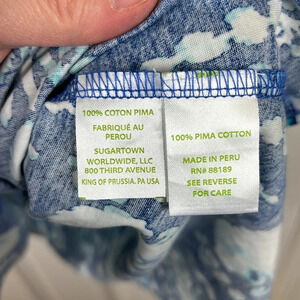 100% COTON PIMA
FABRIQUÉ AU
PEROU
SUGARTOWN
WORLDWIDE, LLC
800 THIRD AVENUE
KING OF PRUSSIA. PA USA
100% PIMA COTTON
MADE IN PERU
RN# 88189
SEE REVERSE
FOR CARE